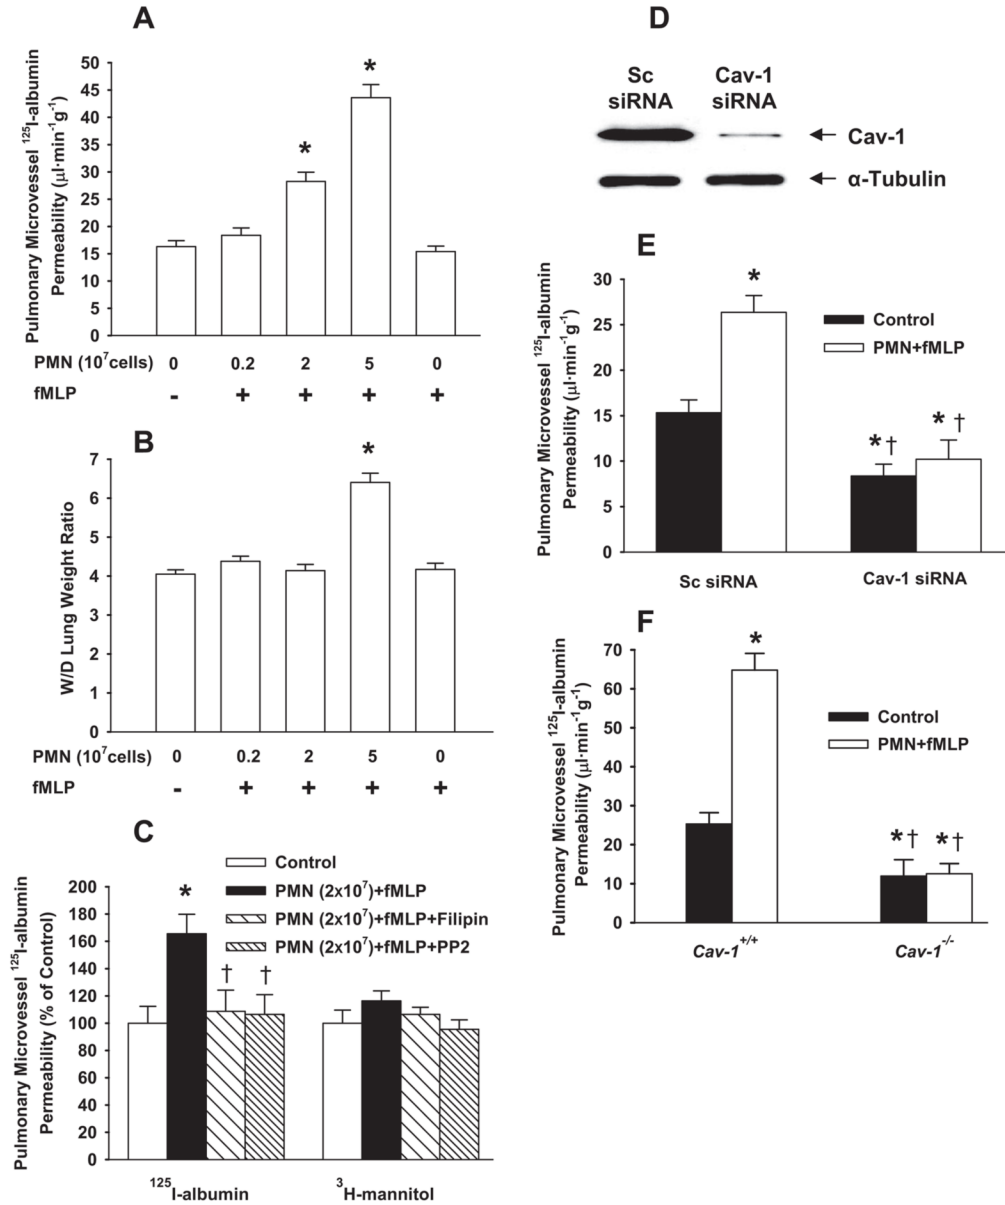 A
Pulmonary Microvessel ¹²⁵I-albumin
Permeability (µl·min⁻¹g⁻¹)
50
45
40
35
30
25
20
15
10
5
0
*
*
PMN (10⁷cells) 0 0.2 2 5 0
fMLP - + + + +
B
W/D Lung Weight Ratio
7
6
5
4
3
2
1
0
*
PMN (10⁷cells) 0 0.2 2 5 0
fMLP - + + + +
C
Pulmonary Microvessel ¹²⁵I-albumin
Permeability (% of Control)
200
180
160
140
120
100
80
60
40
20
0
Control
PMN (2x10⁷)+fMLP
PMN (2x10⁷)+fMLP+Filipin
PMN (2x10⁷)+fMLP+PP2
*
† †
¹²⁵I-albumin ³H-mannitol
D
Sc Cav-1
siRNA siRNA
Cav-1
α-Tubulin
E
Pulmonary Microvessel ¹²⁵I-albumin
Permeability (µl·min⁻¹g⁻¹)
30
25
20
15
10
5
0
Control
PMN+fMLP
*
*† *†
Sc siRNA Cav-1 siRNA
F
Pulmonary Microvessel ¹²⁵I-albumin
Permeability (µl·min⁻¹g⁻¹)
70
60
50
40
30
20
10
0
Control
PMN+fMLP
*
*† *†
Cav-1⁺/⁺ Cav-1⁻/⁻